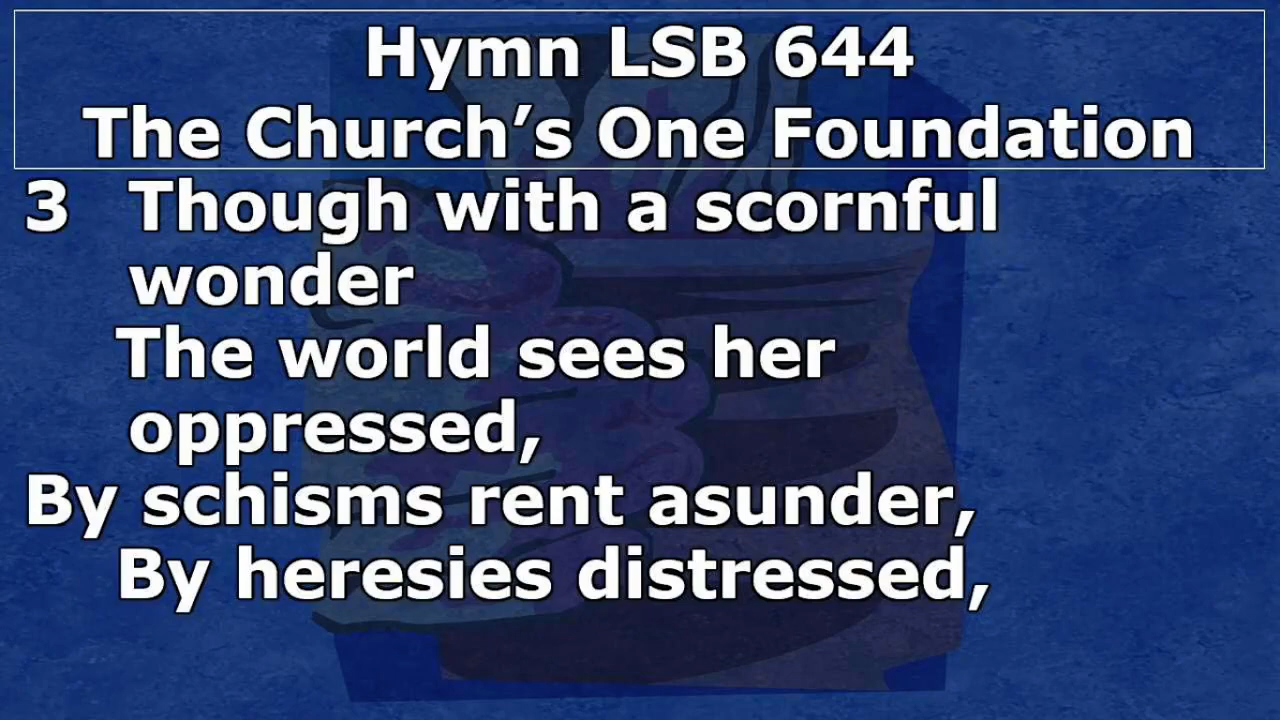 Hymn LSB 644
The Church’s One Foundation
3 Though with a scornful
wonder
The world sees her
oppressed,
By schisms rent asunder,
By heresies distressed,